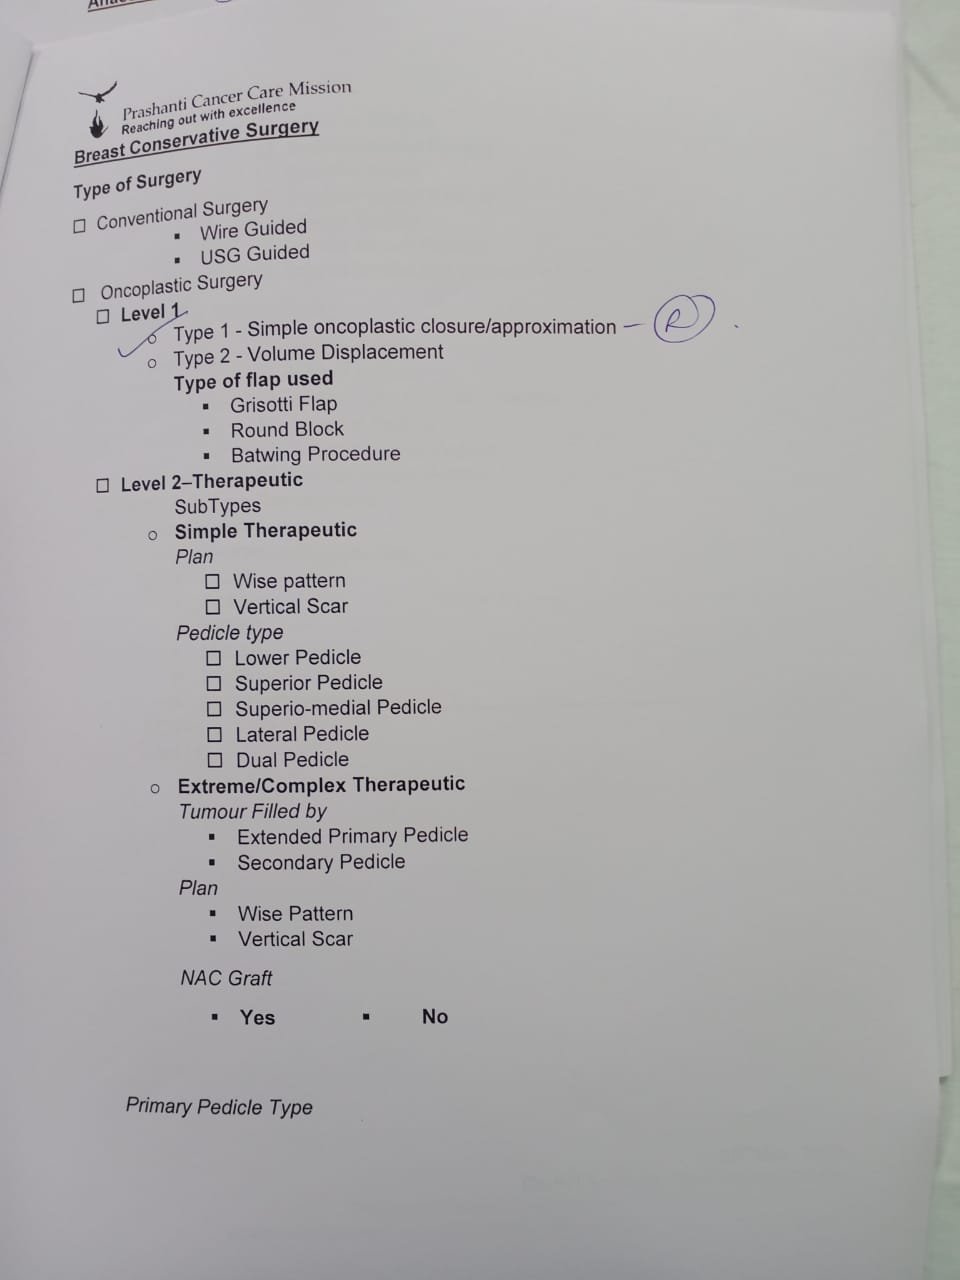 Prashanti Cancer Care Mission
Reaching out with excellence
Breast Conservative Surgery
Type of Surgery
☐ Conventional Surgery
▪ Wire Guided
▪ USG Guided
☐ Oncoplastic Surgery
☐ Level 1
✓ o Type 1 - Simple oncoplastic closure/approximation – R
o Type 2 - Volume Displacement
Type of flap used
▪ Grisotti Flap
▪ Round Block
▪ Batwing Procedure
☐ Level 2–Therapeutic
SubTypes
o Simple Therapeutic
Plan
☐ Wise pattern
☐ Vertical Scar
Pedicle type
☐ Lower Pedicle
☐ Superior Pedicle
☐ Superio-medial Pedicle
☐ Lateral Pedicle
☐ Dual Pedicle
o Extreme/Complex Therapeutic
Tumour Filled by
▪ Extended Primary Pedicle
▪ Secondary Pedicle
Plan
▪ Wise Pattern
▪ Vertical Scar
NAC Graft
▪ Yes ▪ No
Primary Pedicle Type